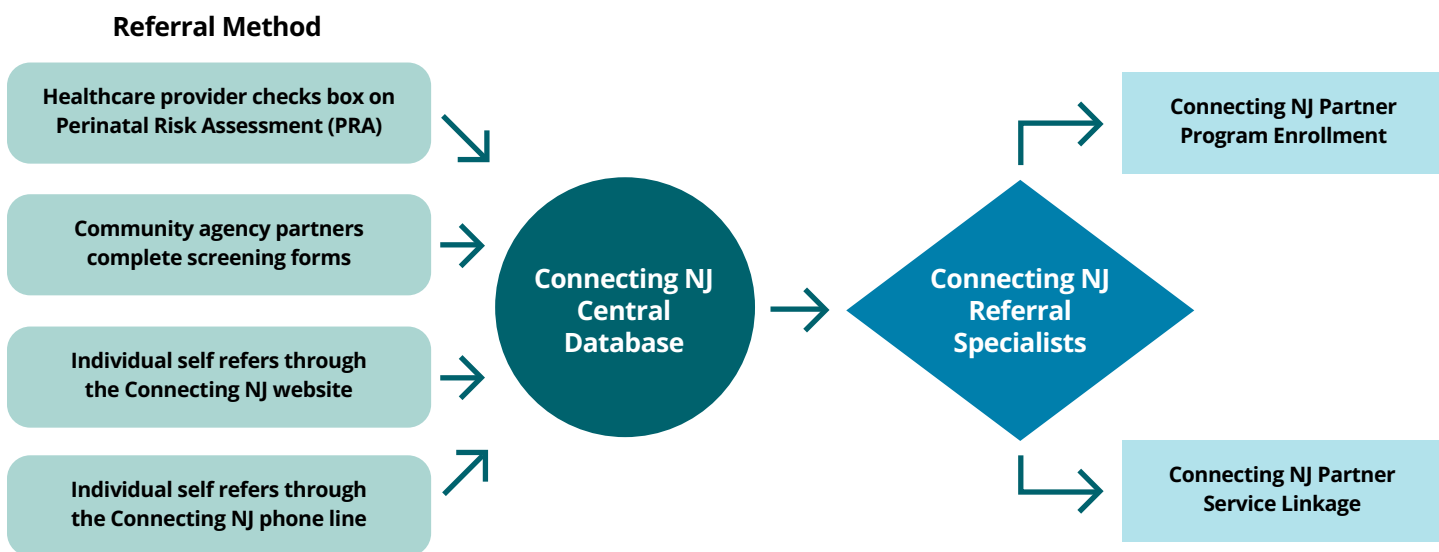 Referral Method
Healthcare provider checks box on
Perinatal Risk Assessment (PRA)
Community agency partners
complete screening forms
Individual self refers through
the Connecting NJ website
Individual self refers through
the Connecting NJ phone line
Connecting NJ
Central
Database
Connecting NJ
Referral
Specialists
Connecting NJ Partner
Program Enrollment
Connecting NJ Partner
Service Linkage